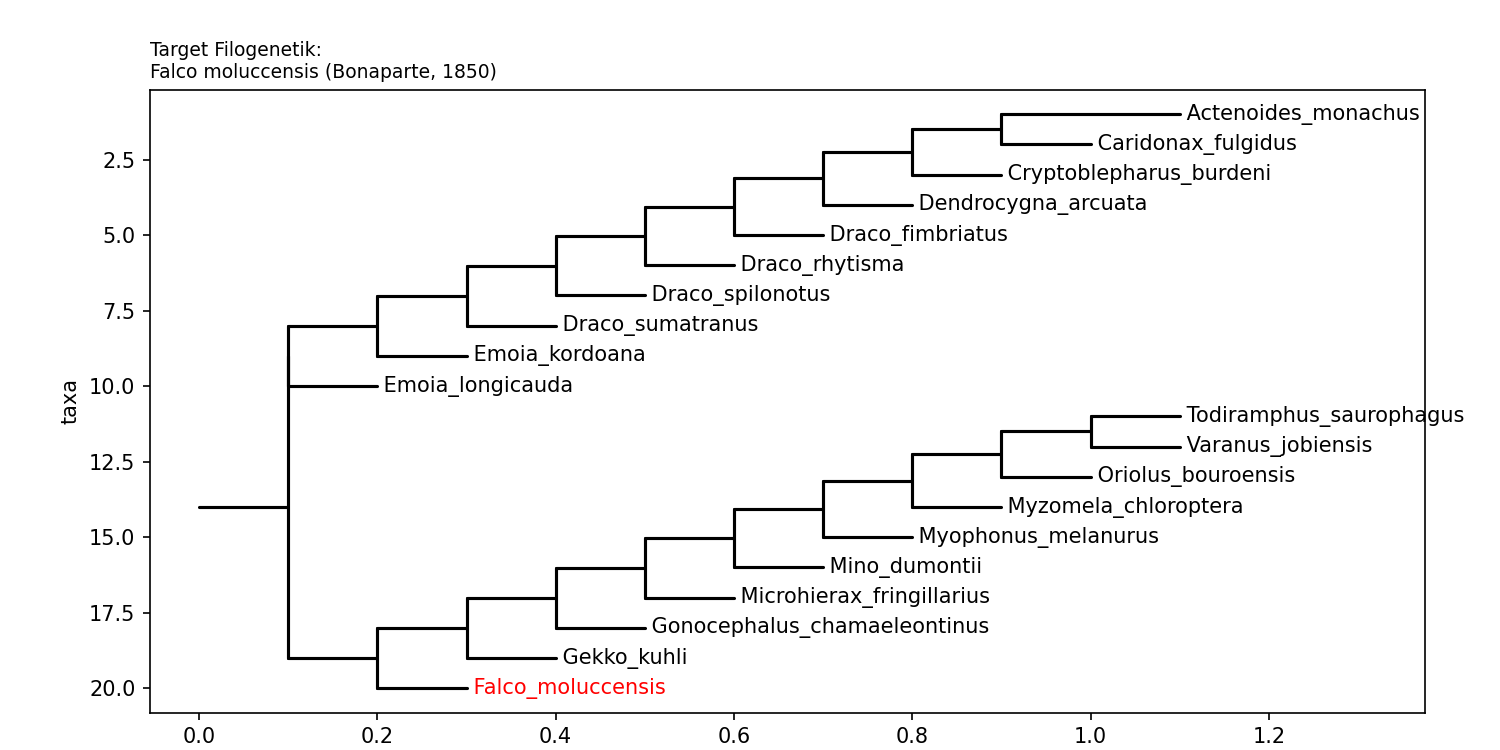 Target Filogenetik:
Falco moluccensis (Bonaparte, 1850)
Actenoides_monachus
Caridonax_fulgidus
2.5
Cryptoblepharus_burdeni
Dendrocygna_arcuata
5.0
Draco_fimbriatus
Draco_rhytisma
Draco_spilonotus
7.5
Draco_sumatranus
Emoia_kordoana
10.0
Emoia_longicauda
taxa
Todiramphus_saurophagus
Varanus_jobiensis
12.5
Oriolus_bouroensis
Myzomela_chloroptera
15.0
Myophonus_melanurus
Mino_dumontii
Microhierax_fringillarius
17.5
Gonocephalus_chamaeleontinus
Gekko_kuhli
20.0
Falco_moluccensis
0.0 0.2 0.4 0.6 0.8 1.0 1.2